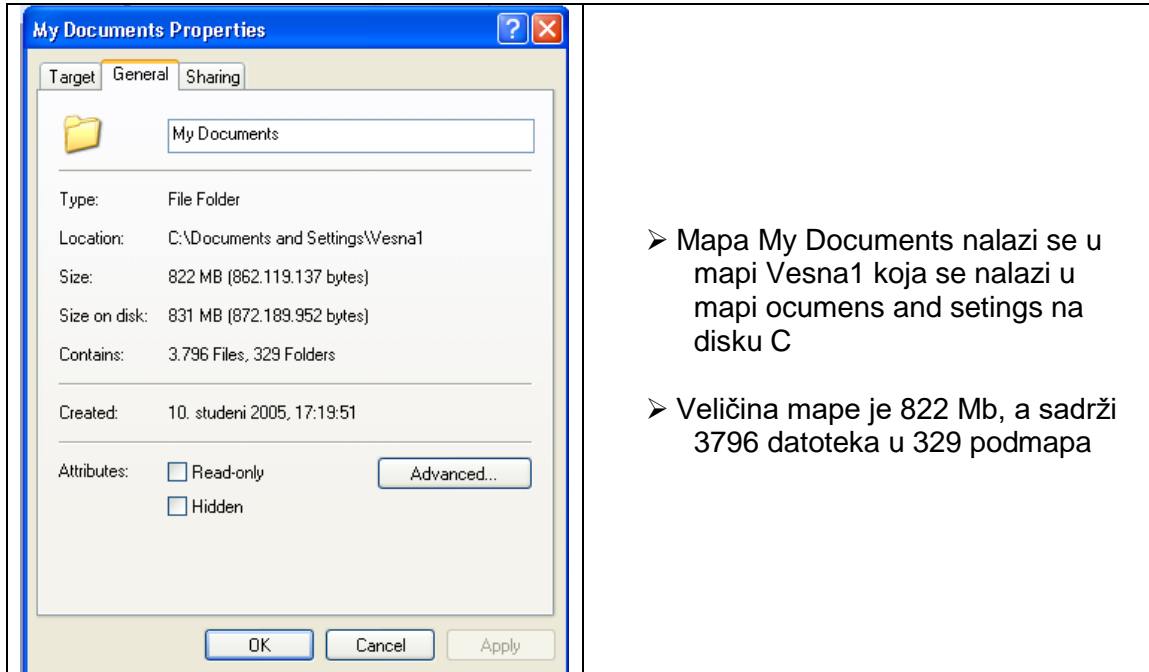 My Documents Properties
Target General Sharing
My Documents
Type: File Folder
Location: C:\Documents and Settings\Vesna1
Size: 822 MB (862.119.137 bytes)
Size on disk: 831 MB (872.189.952 bytes)
Contains: 3.796 Files, 329 Folders
Created: 10. studeni 2005, 17:19:51
Attributes: Read-only Advanced...
Hidden
OK Cancel Apply
➢ Mapa My Documents nalazi se u
mapi Vesna1 koja se nalazi u
mapi ocumens and setings na
disku C
➢ Veličina mape je 822 Mb, a sadrži
3796 datoteka u 329 podmapa